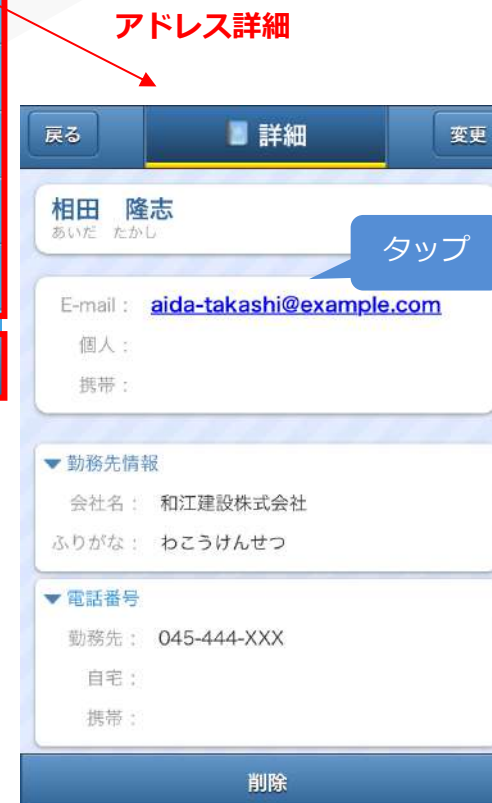 アドレス詳細
戻る 詳細 変更
相田 隆志
あいだ たかし
タップ
E-mail： aida-takashi@example.com
個人：
携帯：
▼勤務先情報
会社名： 和江建設株式会社
ふりがな： わこうけんせつ
▼電話番号
勤務先： 045-444-XXX
自宅：
携帯：
削除